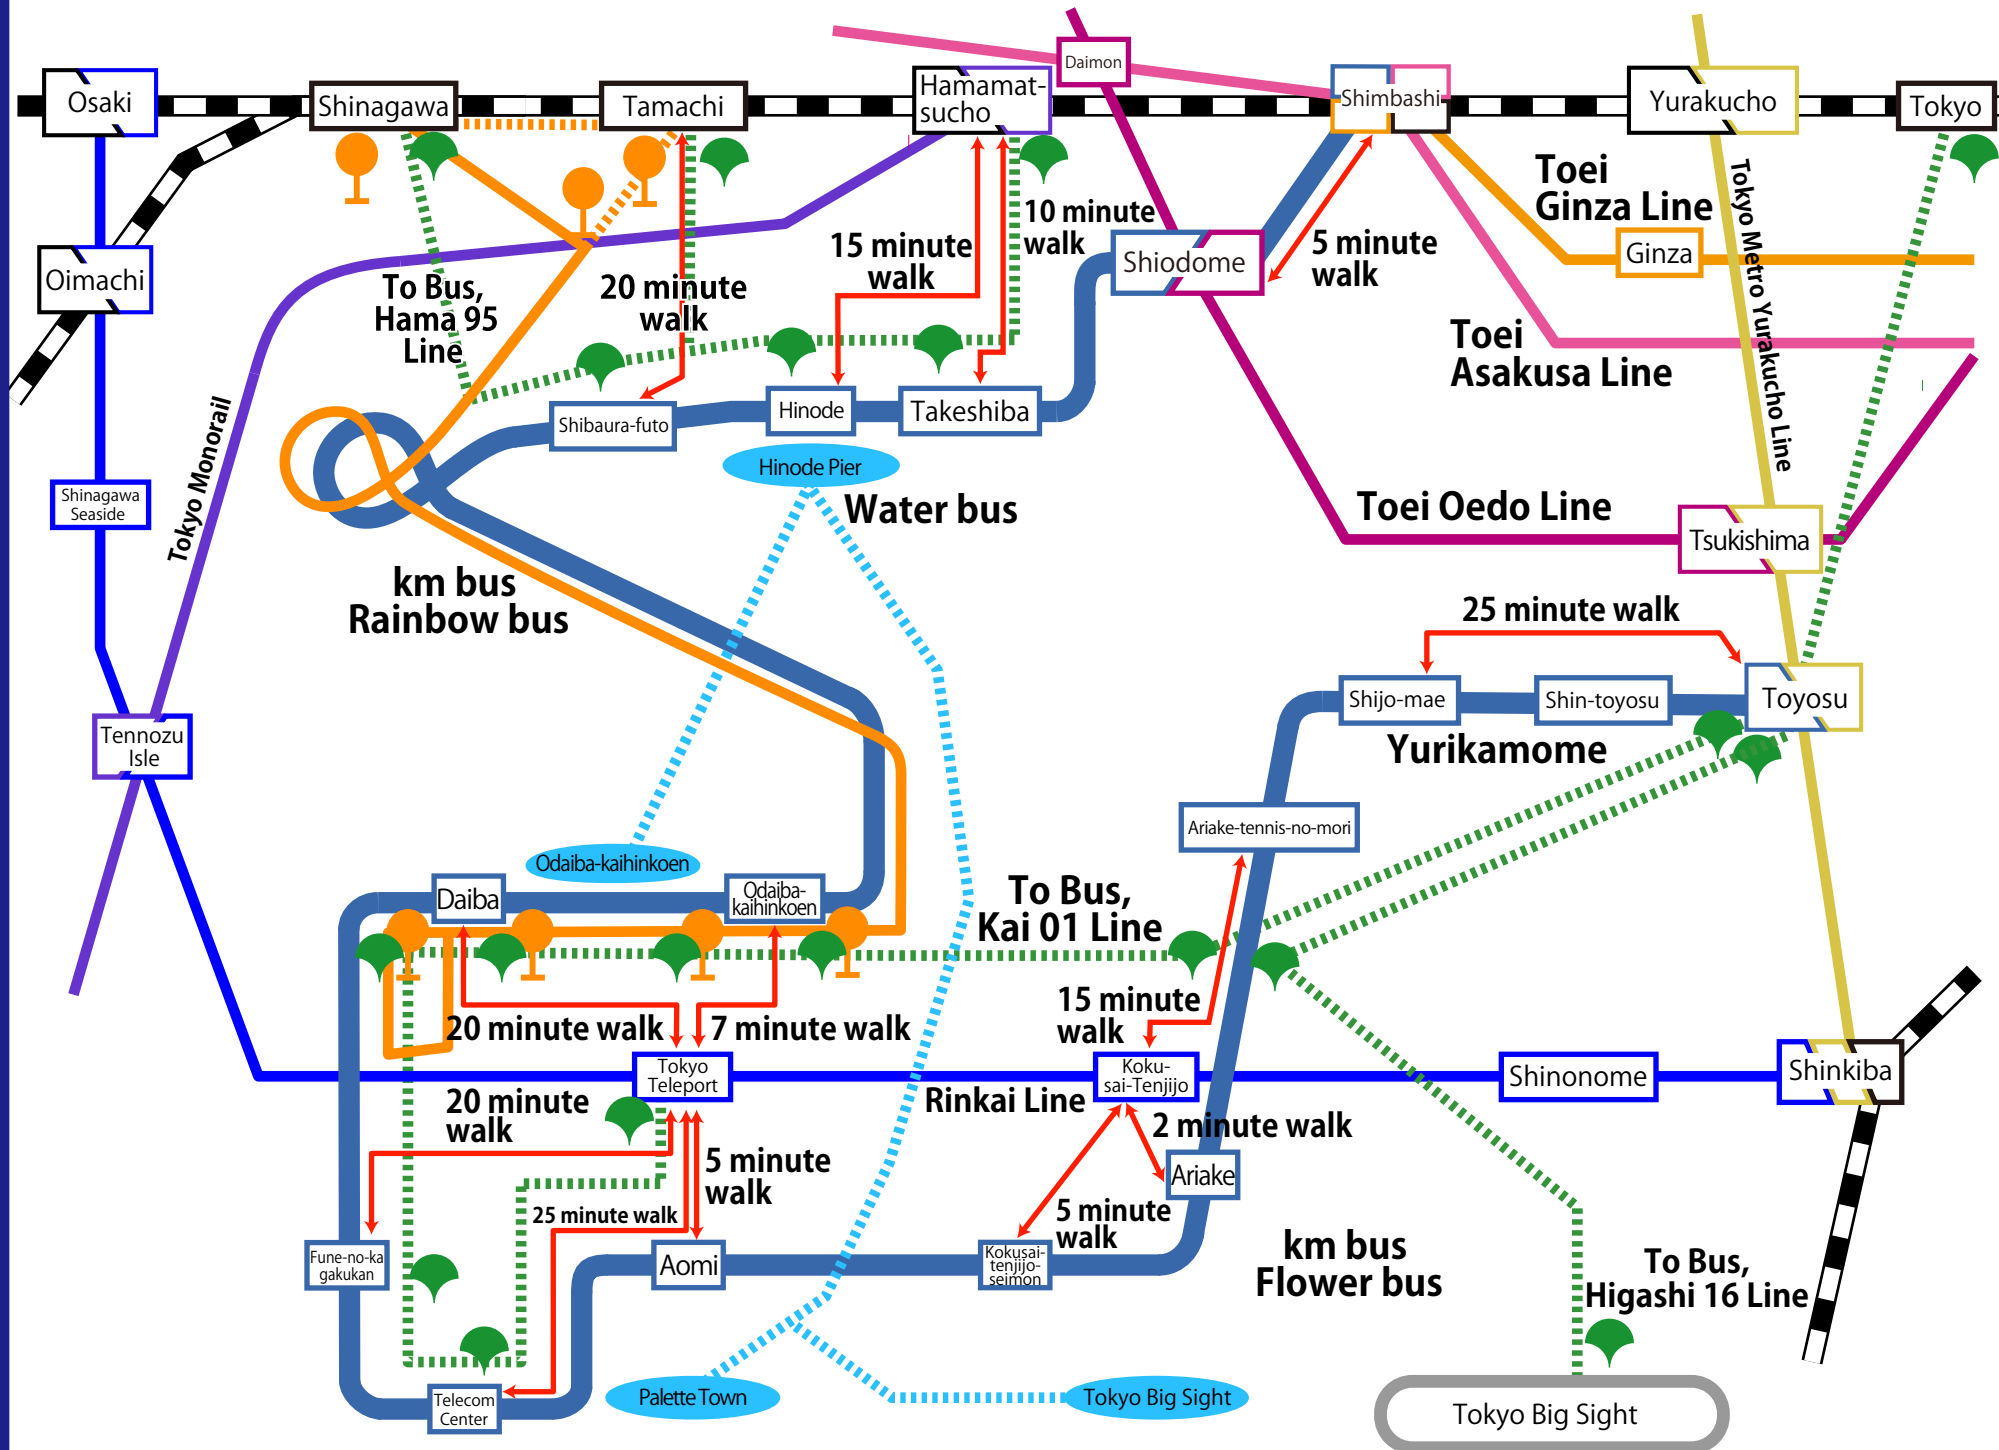 Osaki
Shinagawa
Tamachi
Hamamat-
sucho
Daimon
Shimbashi
Yurakucho
Tokyo
Oimachi
To Bus,
Hama 95
Line
20 minute
walk
15 minute
walk
10 minute
walk
Shiodome
5 minute
walk
Toei
Ginza Line
Ginza
Tokyo Metro Yurakucho Line
Toei
Asakusa Line
Tokyo Monorail
Shibaura-futo
Hinode
Takeshiba
Hinode Pier
Water bus
Shinagawa
Seaside
Toei Oedo Line
Tsukishima
km bus
Rainbow bus
25 minute walk
Shijo-mae
Shin-toyosu
Toyosu
Yurikamome
Tennozu
Isle
Ariake-tennis-no-mori
Odaiba-kaihinkoen
Daiba
Odaiba-
kaihinkoen
To Bus,
Kai 01 Line
20 minute walk
7 minute walk
15 minute
walk
Tokyo
Teleport
Rinkai Line
Koku-
sai-Tenjijo
Shinonome
Shinkiba
20 minute
walk
2 minute walk
5 minute
walk
Ariake
25 minute walk
5 minute
walk
Fune-no-ka
gakukan
Aomi
Kokusai-
tenjijo-
seimon
km bus
Flower bus
To Bus,
Higashi 16 Line
Telecom
Center
Palette Town
Tokyo Big Sight
Tokyo Big Sight